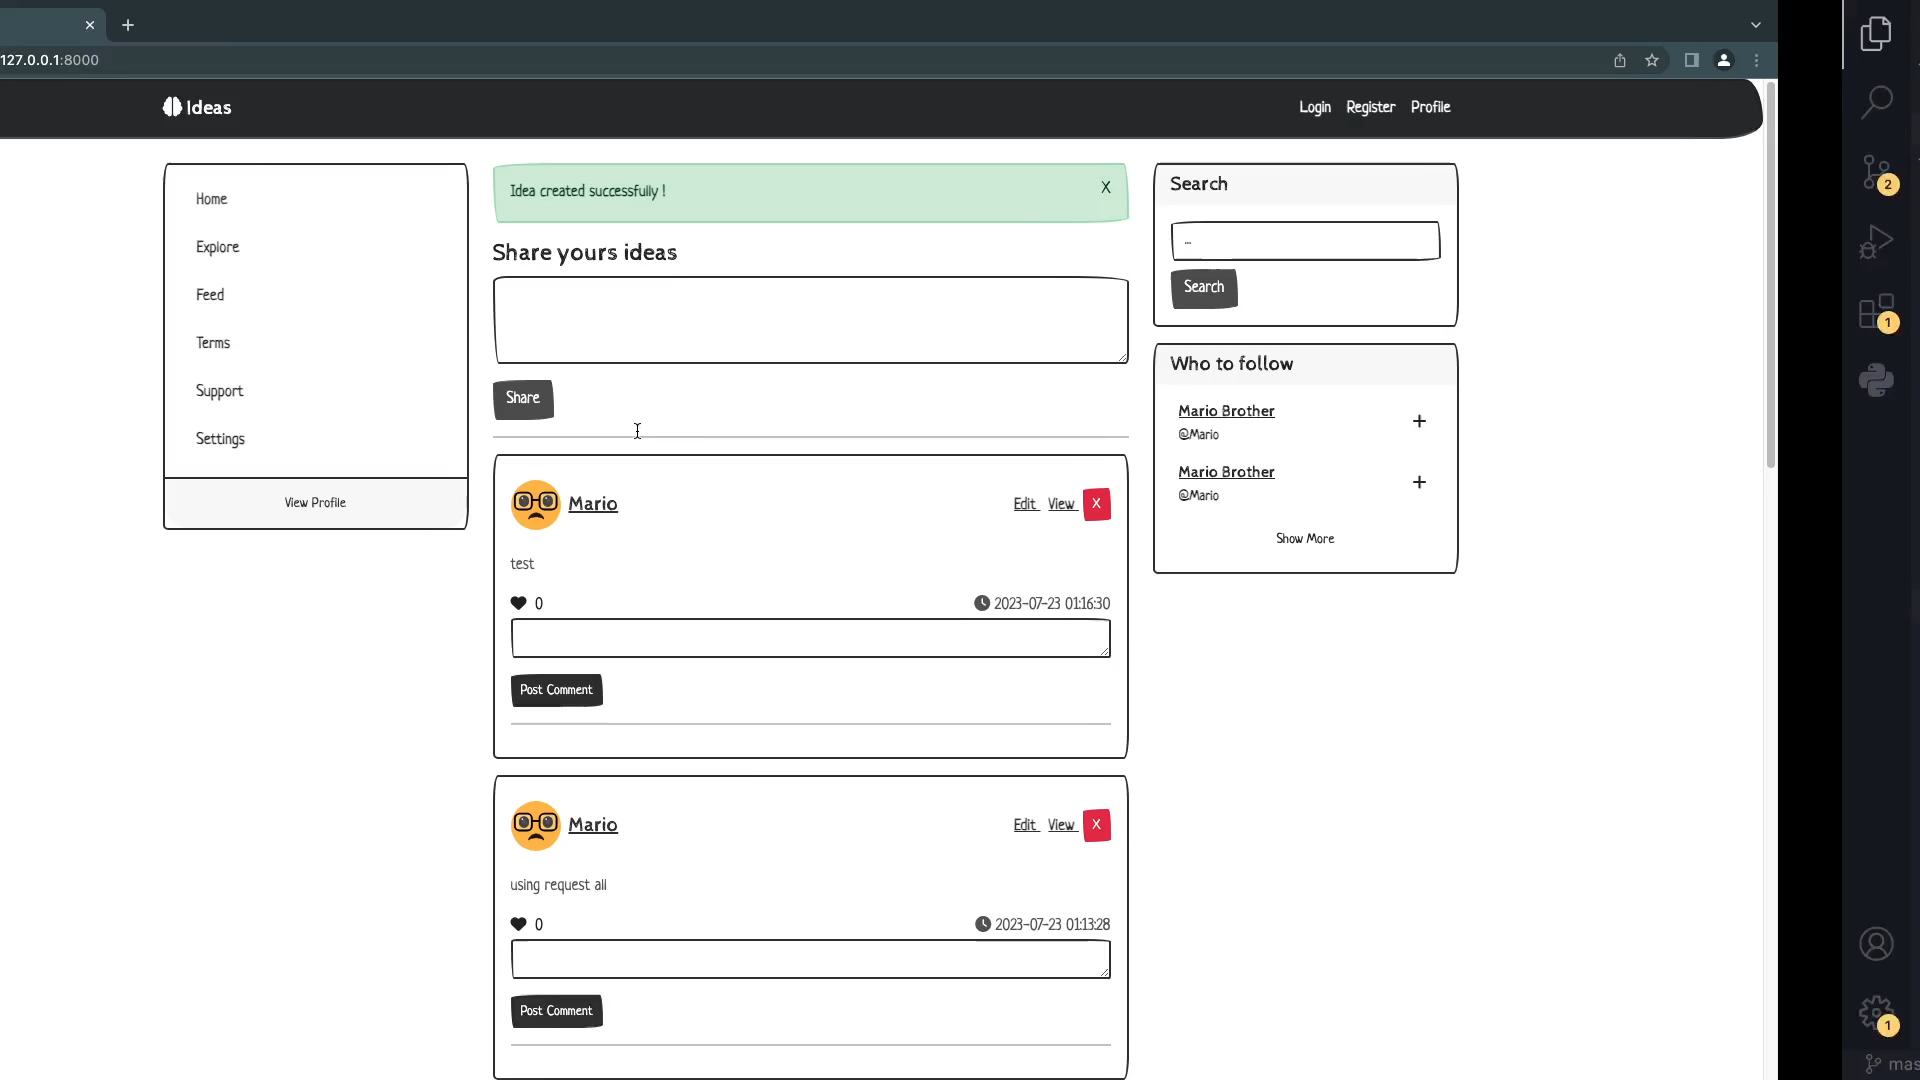 127.0.0.1:8000
Ideas
Login Register Profile
Home
Explore
Feed
Terms
Support
Settings
View Profile
Idea created successfully !
X
Share yours ideas
Share
Mario
Edit View X
test
0
2023-07-23 01:16:30
Post Comment
Mario
Edit View X
using request all
0
2023-07-23 01:13:28
Post Comment
Search
...
Search
Who to follow
Mario Brother
@Mario
+
Mario Brother
@Mario
+
Show More
2
1
1
mas